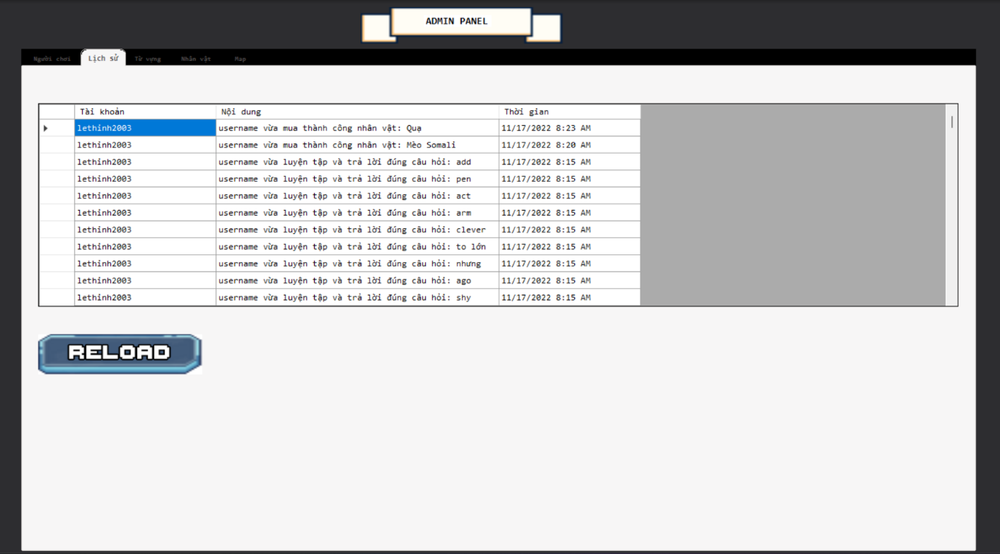 ADMIN PANEL
Người chơi Lịch sử Từ vựng Nhân vật Map
Tài khoản Nội dung Thời gian
lethinh2003 username vừa mua thành công nhân vật: Quạ 11/17/2022 8:23 AM
lethinh2003 username vừa mua thành công nhân vật: Mèo Somali 11/17/2022 8:20 AM
lethinh2003 username vừa luyện tập và trả lời đúng câu hỏi: add 11/17/2022 8:15 AM
lethinh2003 username vừa luyện tập và trả lời đúng câu hỏi: pen 11/17/2022 8:15 AM
lethinh2003 username vừa luyện tập và trả lời đúng câu hỏi: act 11/17/2022 8:15 AM
lethinh2003 username vừa luyện tập và trả lời đúng câu hỏi: arm 11/17/2022 8:15 AM
lethinh2003 username vừa luyện tập và trả lời đúng câu hỏi: clever 11/17/2022 8:15 AM
lethinh2003 username vừa luyện tập và trả lời đúng câu hỏi: to lớn 11/17/2022 8:15 AM
lethinh2003 username vừa luyện tập và trả lời đúng câu hỏi: nhưng 11/17/2022 8:15 AM
lethinh2003 username vừa luyện tập và trả lời đúng câu hỏi: ago 11/17/2022 8:15 AM
lethinh2003 username vừa luyện tập và trả lời đúng câu hỏi: shy 11/17/2022 8:15 AM
RELOAD